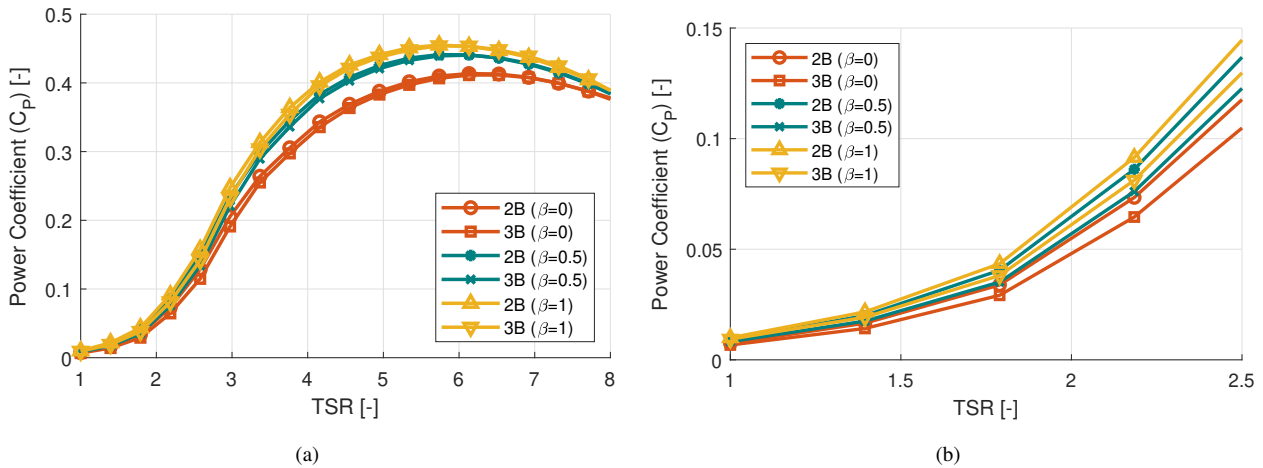 0.5
0.4
0.3
0.2
0.1
0
Power Coefficient (C_P) [-]
1 2 3 4 5 6 7 8
TSR [-]
2B (β=0)
3B (β=0)
2B (β=0.5)
3B (β=0.5)
2B (β=1)
3B (β=1)
(a)
0.15
0.1
0.05
0
Power Coefficient (C_P) [-]
1 1.5 2 2.5
TSR [-]
2B (β=0)
3B (β=0)
2B (β=0.5)
3B (β=0.5)
2B (β=1)
3B (β=1)
(b)